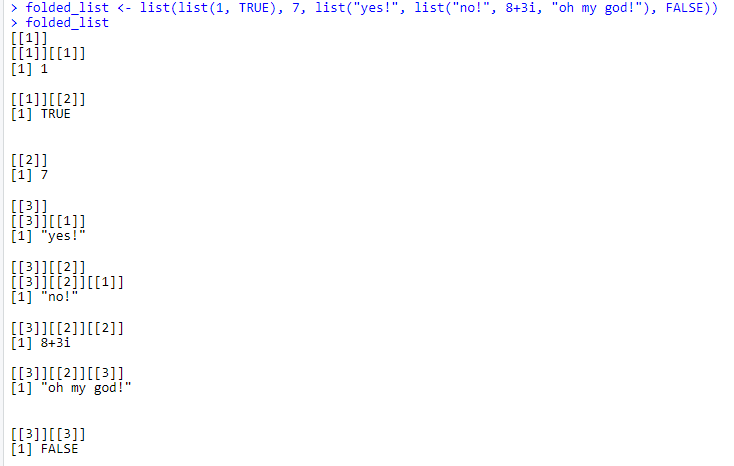 > folded_list <- list(list(1, TRUE), 7, list("yes!", list("no!", 8+3i, "oh my god!"), FALSE))
> folded_list
[[1]]
[[1]][[1]]
[1] 1
[[1]][[2]]
[1] TRUE
[[2]]
[1] 7
[[3]]
[[3]][[1]]
[1] "yes!"
[[3]][[2]]
[[3]][[2]][[1]]
[1] "no!"
[[3]][[2]][[2]]
[1] 8+3i
[[3]][[2]][[3]]
[1] "oh my god!"
[[3]][[3]]
[1] FALSE